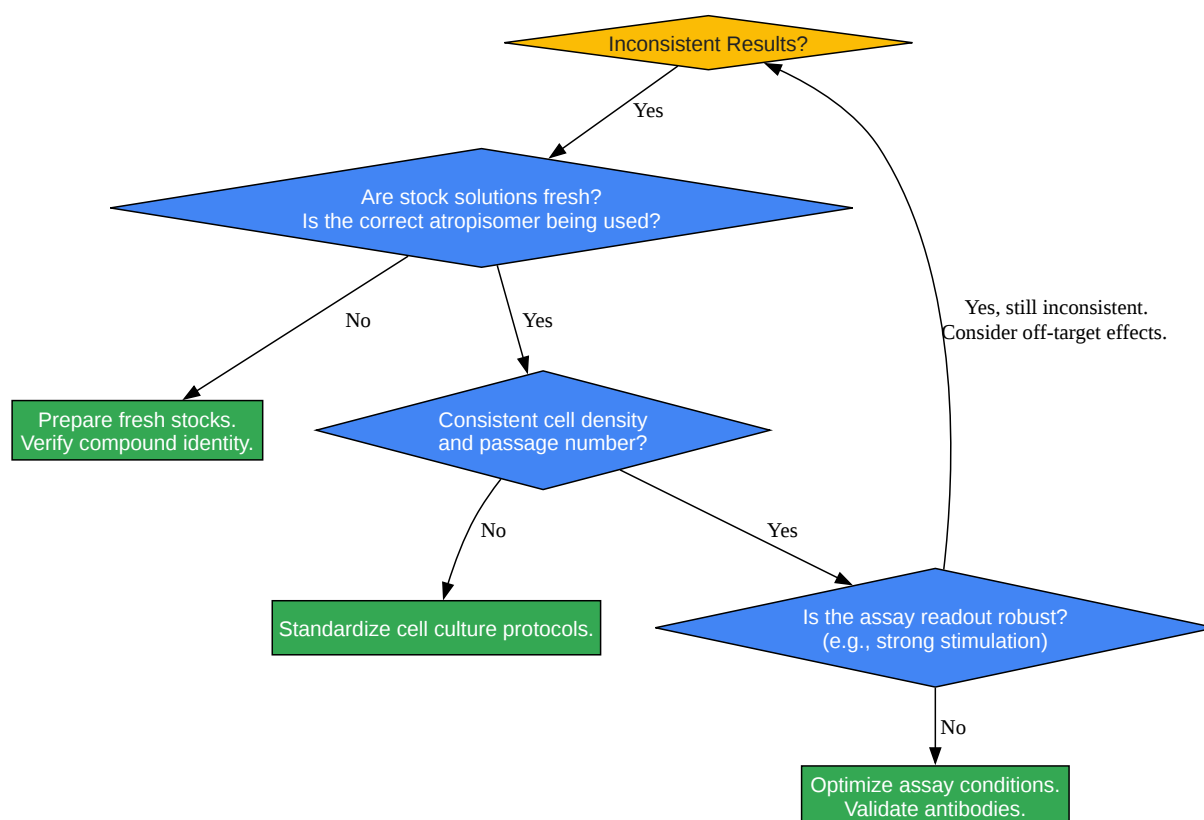 Inconsistent Results?
Yes
Are stock solutions fresh?
Is the correct atropisomer being used?
Yes, still inconsistent.
Consider off-target effects.
No
Yes
Prepare fresh stocks.
Verify compound identity.
Consistent cell density
and passage number?
No
Yes
Standardize cell culture protocols.
Is the assay readout robust?
(e.g., strong stimulation)
No
Optimize assay conditions.
Validate antibodies.